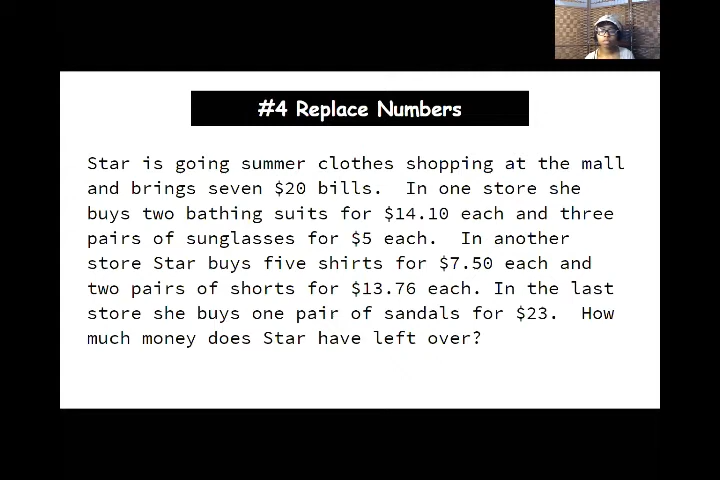 #4 Replace Numbers
Star is going summer clothes shopping at the mall
and brings seven $20 bills. In one store she
buys two bathing suits for $14.10 each and three
pairs of sunglasses for $5 each. In another
store Star buys five shirts for $7.50 each and
two pairs of shorts for $13.76 each. In the last
store she buys one pair of sandals for $23. How
much money does Star have left over?